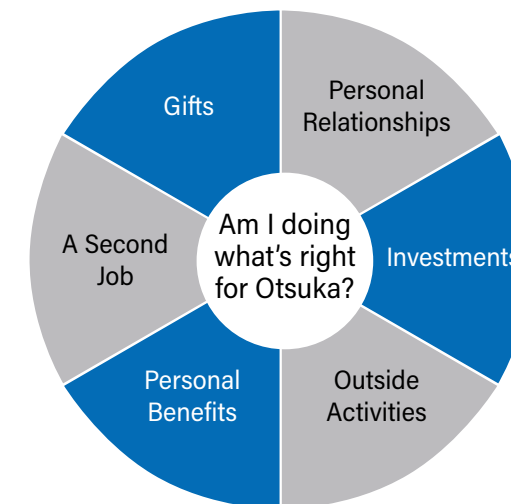 Gifts
Personal
Relationships
Investments
Outside
Activities
Personal
Benefits
A Second
Job
Am I doing
what's right
for Otsuka?